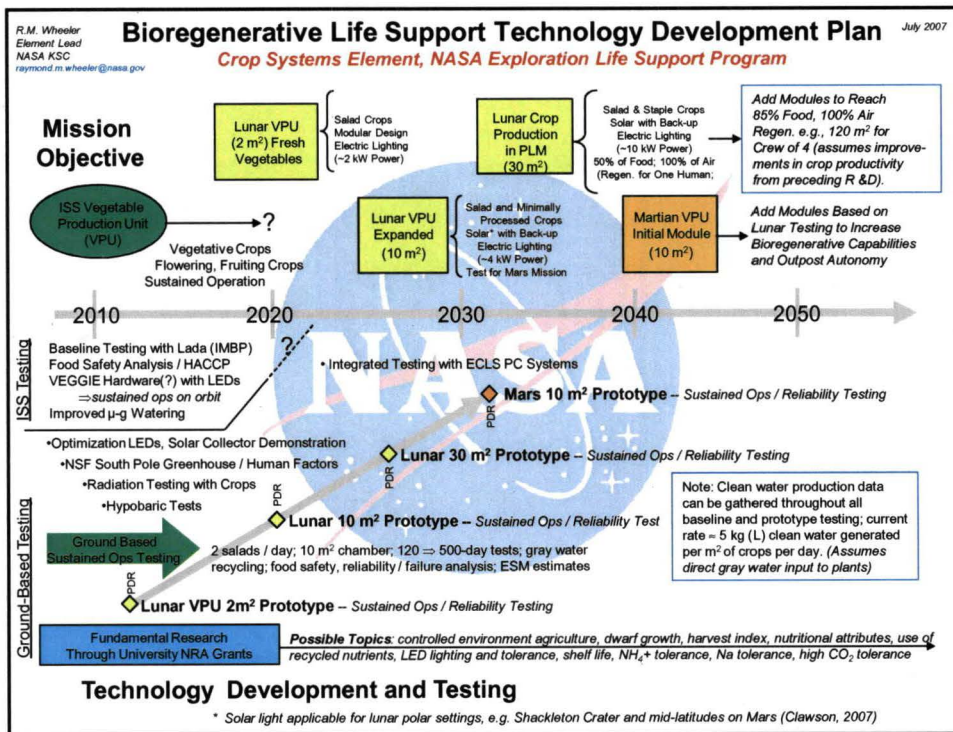 R.M. Wheeler
Element Lead
NASA KSC
raymond.m.wheeler@nasa.gov
Bioregenerative Life Support Technology Development Plan
July 2007
Crop Systems Element, NASA Exploration Life Support Program
Mission
Objective
Lunar VPU
(2 m²) Fresh
Vegetables
Salad Crops
Modular Design
Electric Lighting
(~2 kW Power)
Lunar Crop
Production
in PLM
(30 m²)
Salad & Staple Crops
Solar with Back-up
Electric Lighting
(~10 kW Power)
50% of Food; 100% of Air
(Regen. for One Human;
Add Modules to Reach
85% Food, 100% Air
Regen. e.g., 120 m² for
Crew of 4 (assumes improve-
ments in crop productivity
from preceding R &D).
ISS Vegetable
Production Unit
(VPU)
?
Vegetative Crops
Flowering, Fruiting Crops
Sustained Operation
Lunar VPU
Expanded
(10 m²)
Salad and Minimally
Processed Crops
Solar* with Back-up
Electric Lighting
(~4 kW Power)
Test for Mars Mission
Martian VPU
Initial Module
(10 m²)
Add Modules Based on
Lunar Testing to Increase
Bioregenerative Capabilities
and Outpost Autonomy
2010 2020 2030 2040 2050
NASA
ISS Testing
Baseline Testing with Lada (IMBP)
Food Safety Analysis / HACCP
VEGGIE Hardware(?) with LEDs
⇒sustained ops on orbit
Improved µ-g Watering
?
• Integrated Testing with ECLS PC Systems
Mars 10 m² Prototype -- Sustained Ops / Reliability Testing
PDR
•Optimization LEDs, Solar Collector Demonstration
•NSF South Pole Greenhouse / Human Factors
•Radiation Testing with Crops
•Hypobaric Tests
Lunar 30 m² Prototype -- Sustained Ops / Reliability Testing
PDR
PDR
Lunar 10 m² Prototype -- Sustained Ops / Reliability Test
Note: Clean water production data
can be gathered throughout all
baseline and prototype testing; current
rate ≈ 5 kg (L) clean water generated
per m² of crops per day. (Assumes
direct gray water input to plants)
Ground-Based Testing
Ground Based
Sustained Ops Testing
2 salads / day; 10 m² chamber; 120 ⇒ 500-day tests; gray water
recycling; food safety, reliability / failure analysis; ESM estimates
PDR
Lunar VPU 2m² Prototype -- Sustained Ops / Reliability Testing
Fundamental Research
Through University NRA Grants
Possible Topics: controlled environment agriculture, dwarf growth, harvest index, nutritional attributes, use of
recycled nutrients, LED lighting and tolerance, shelf life, NH₄+ tolerance, Na tolerance, high CO₂ tolerance
Technology Development and Testing
* Solar light applicable for lunar polar settings, e.g. Shackleton Crater and mid-latitudes on Mars (Clawson, 2007)